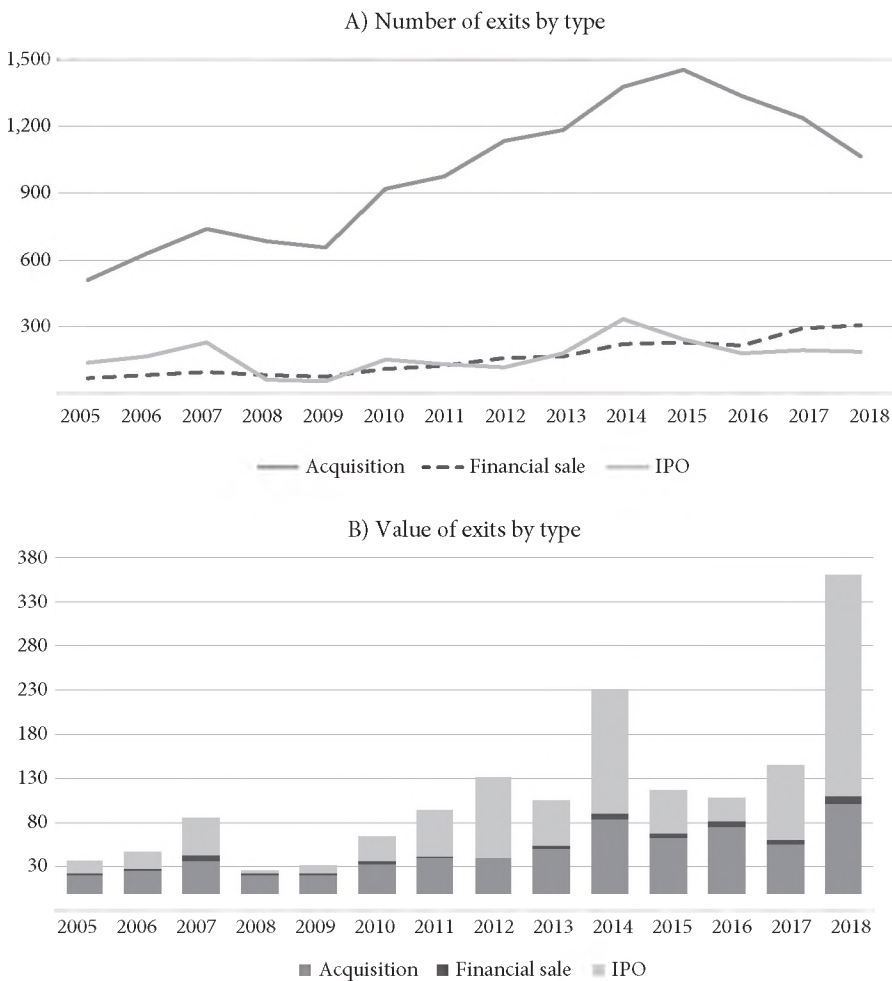 A) Number of exits by type
1,500
1,200
900
600
300
2005 2006 2007 2008 2009 2010 2011 2012 2013 2014 2015 2016 2017 2018
Acquisition Financial sale IPO
B) Value of exits by type
380
330
280
230
180
130
80
30
2005 2006 2007 2008 2009 2010 2011 2012 2013 2014 2015 2016 2017 2018
Acquisition Financial sale IPO